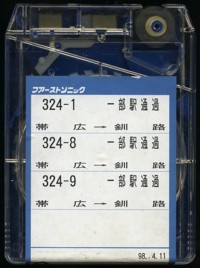 フアーストソニック
324-1 一部駅通過
帯広→釧路
324-8 一部駅通過
帯広→釧路
324-9 一部駅通過
帯広→釧路
98.4.11